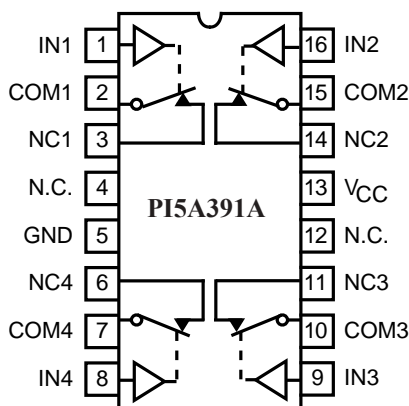 IN1 1 16 IN2
COM1 2 15 COM2
NC1 3 14 NC2
N.C. 4 13 VCC
PI5A391A
GND 5 12 N.C.
NC4 6 11 NC3
COM4 7 10 COM3
IN4 8 9 IN3